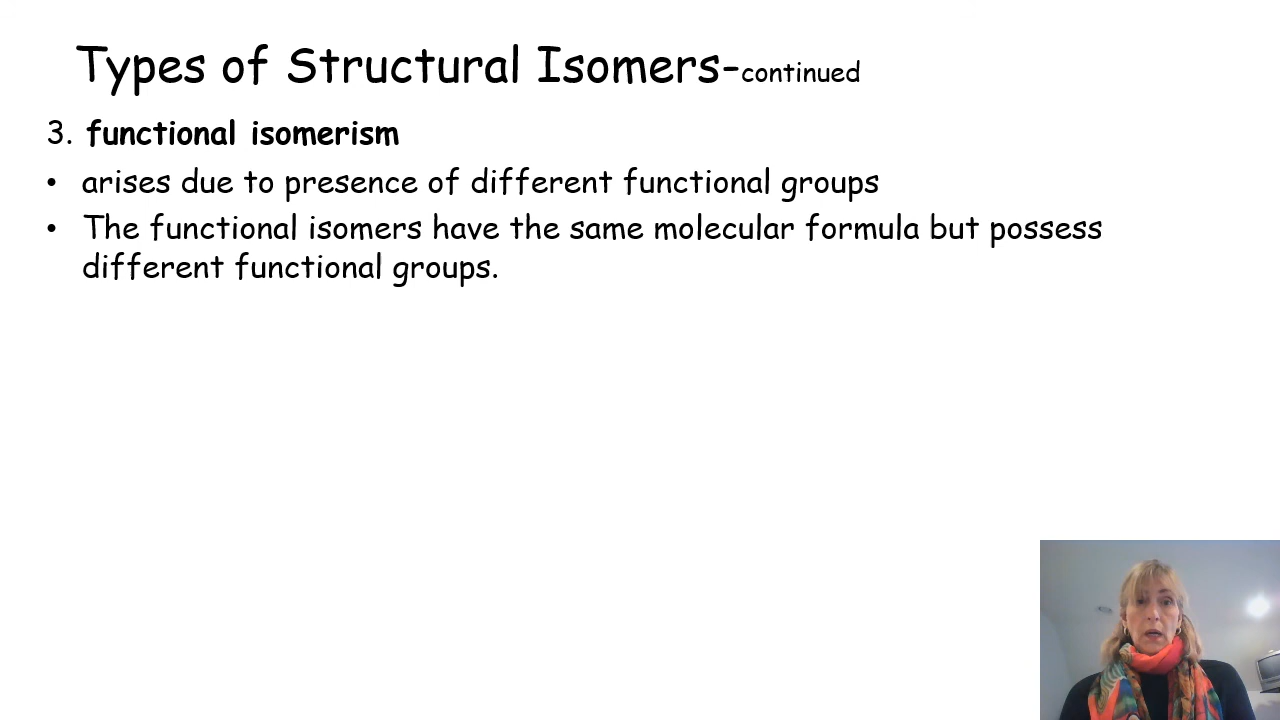 Types of Structural Isomers-continued
3. functional isomerism
• arises due to presence of different functional groups
• The functional isomers have the same molecular formula but possess
different functional groups.